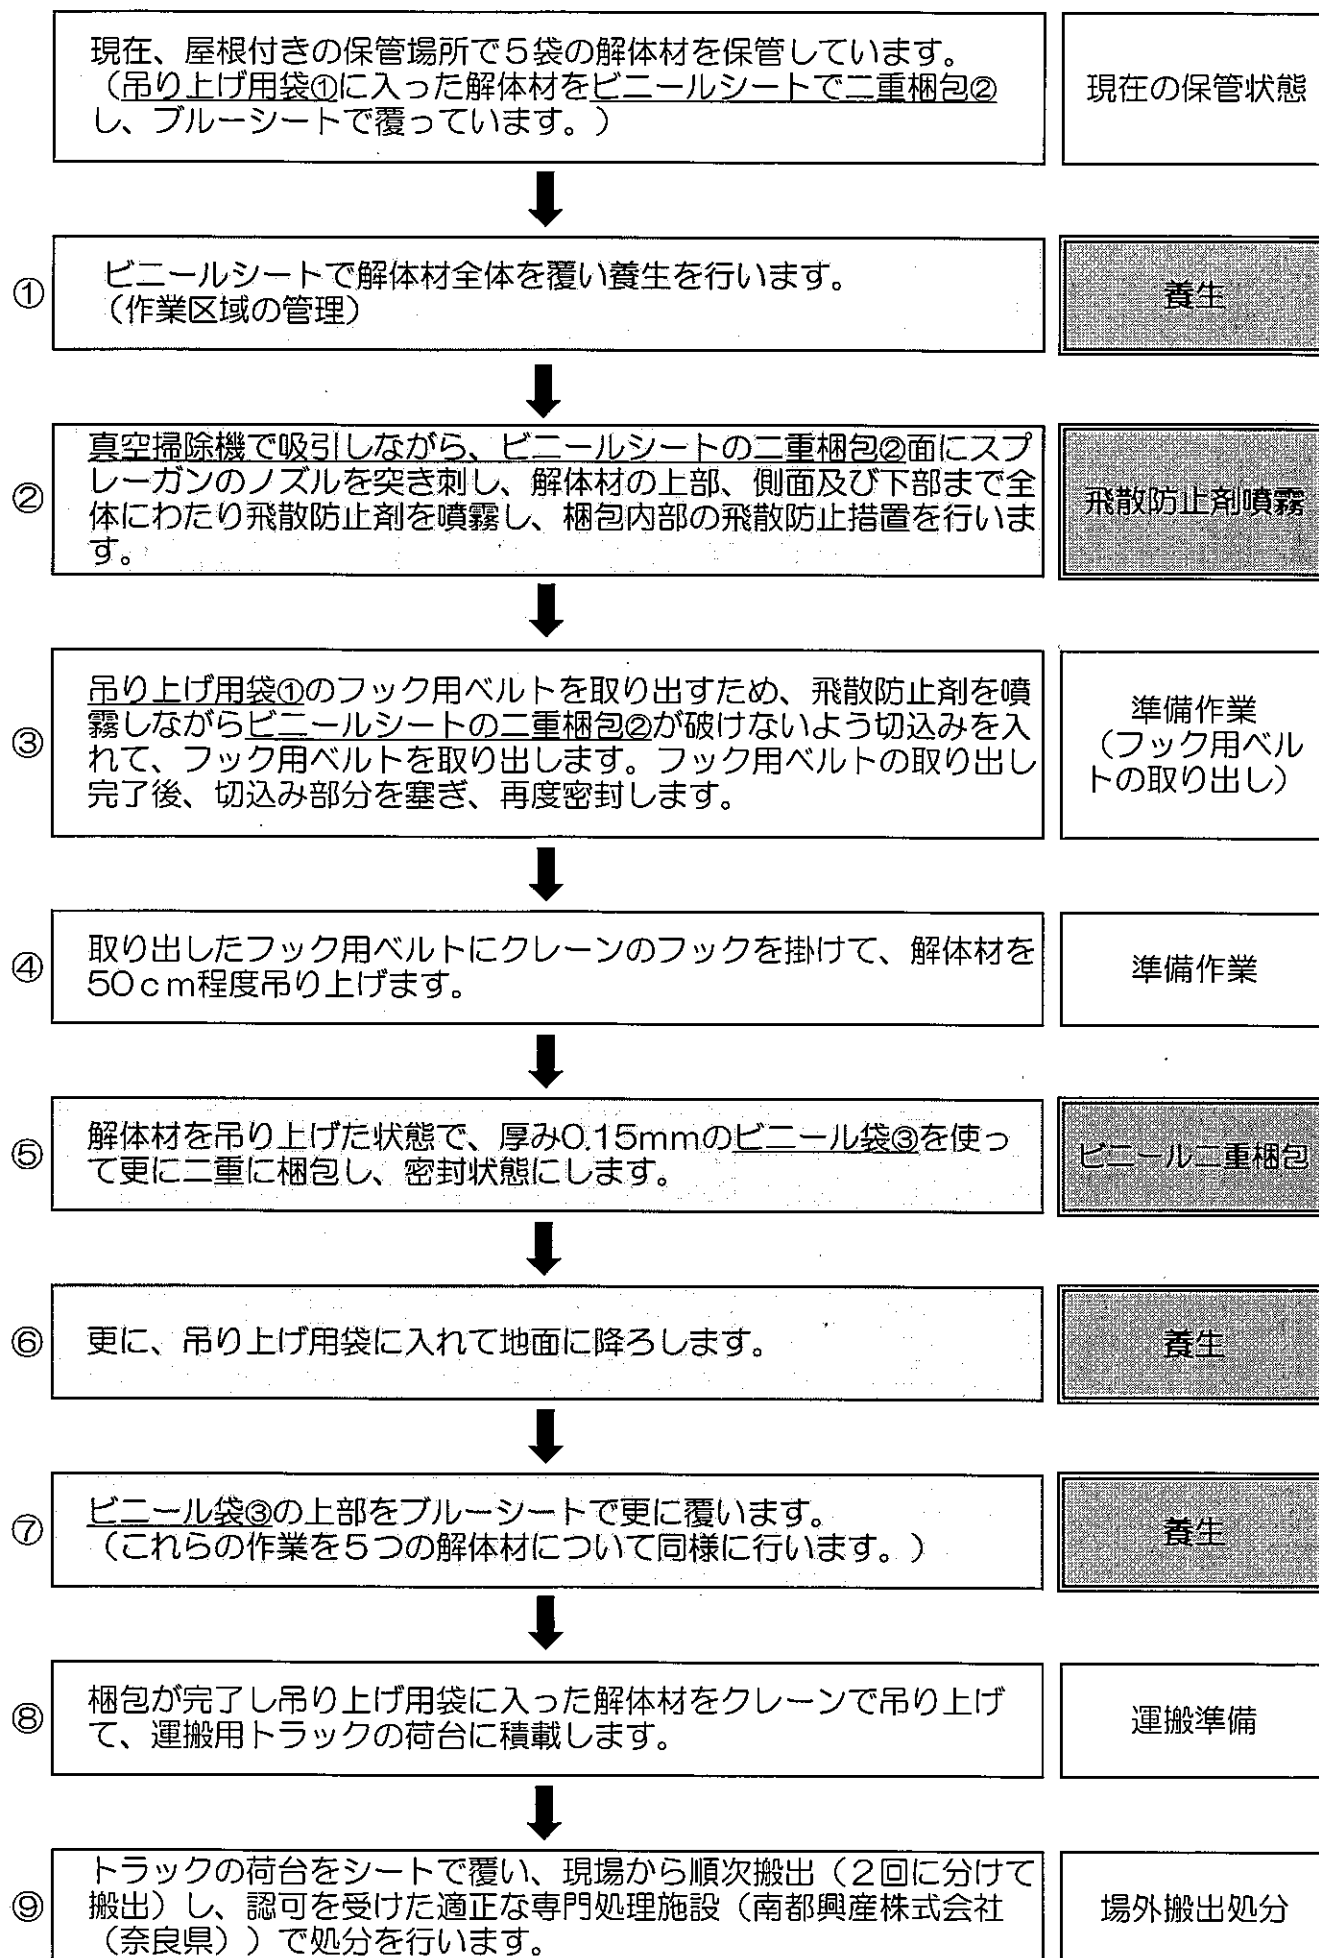 現在、屋根付きの保管場所で５袋の解体材を保管しています。
（吊り上げ用袋①に入った解体材をビニールシートで二重梱包②
し、ブルーシートで覆っています。）
現在の保管状態
①
ビニールシートで解体材全体を覆い養生を行います。
（作業区域の管理）
養生
②
真空掃除機で吸引しながら、ビニールシートの二重梱包②面にスプ
レーガンのノズルを突き刺し、解体材の上部、側面及び下部まで全
体にわたり飛散防止剤を噴霧し、梱包内部の飛散防止措置を行いま
す。
飛散防止剤噴霧
③
吊り上げ用袋①のフック用ベルトを取り出すため、飛散防止剤を噴
霧しながらビニールシートの二重梱包②が破けないよう切込みを入
れて、フック用ベルトを取り出します。フック用ベルトの取り出し
完了後、切込み部分を塞ぎ、再度密封します。
準備作業
（フック用ベル
トの取り出し）
④
取り出したフック用ベルトにクレーンのフックを掛けて、解体材を
５０ｃｍ程度吊り上げます。
準備作業
⑤
解体材を吊り上げた状態で、厚み０.１５ｍｍのビニール袋③を使っ
て更に二重に梱包し、密封状態にします。
ビニール二重梱包
⑥
更に、吊り上げ用袋に入れて地面に降ろします。
養生
⑦
ビニール袋③の上部をブルーシートで更に覆います。
（これらの作業を５つの解体材について同様に行います。）
養生
⑧
梱包が完了し吊り上げ用袋に入った解体材をクレーンで吊り上げ
て、運搬用トラックの荷台に積載します。
運搬準備
⑨
トラックの荷台をシートで覆い、現場から順次搬出（２回に分けて
搬出）し、認可を受けた適正な専門処理施設（南都興産株式会社
（奈良県））で処分を行います。
場外搬出処分